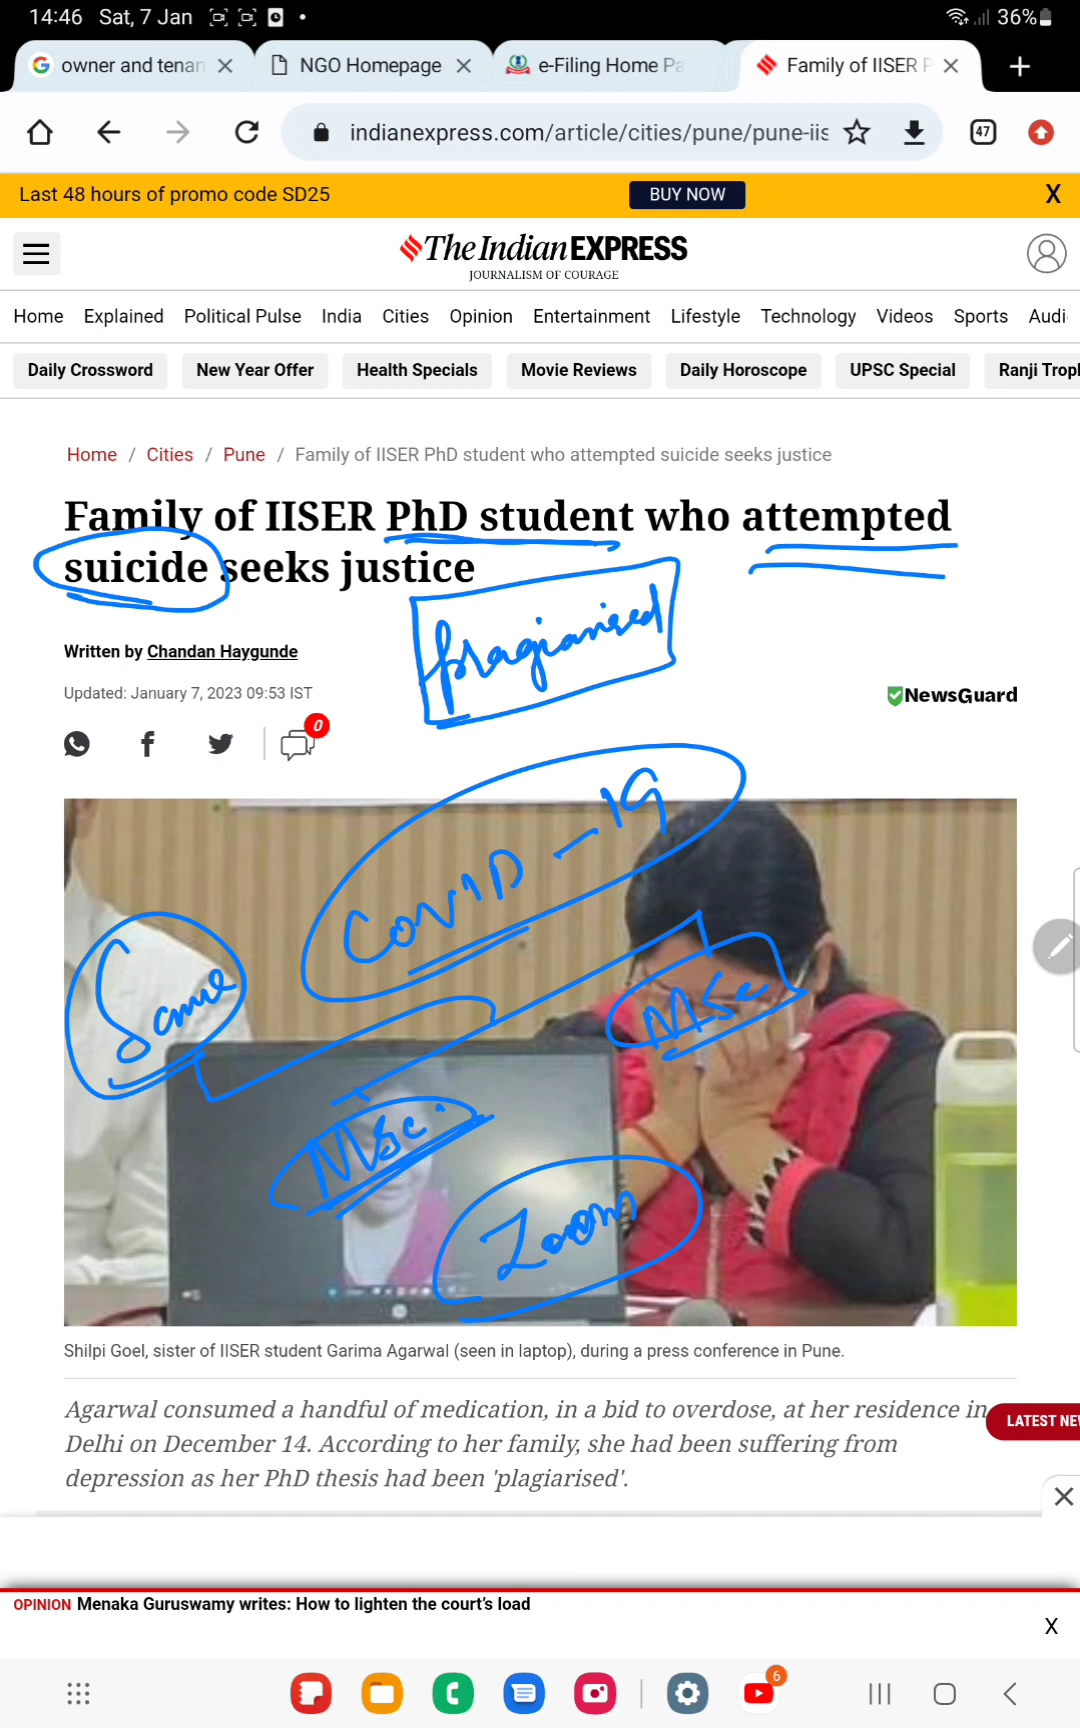 14:46 Sat, 7 Jan 36%
owner and tenan NGO Homepage e-Filing Home Pa Family of IISER P
indianexpress.com/article/cities/pune/pune-iis 47
Last 48 hours of promo code SD25 BUY NOW X
The Indian EXPRESS
JOURNALISM OF COURAGE
Home Explained Political Pulse India Cities Opinion Entertainment Lifestyle Technology Videos Sports Audi
Daily Crossword New Year Offer Health Specials Movie Reviews Daily Horoscope UPSC Special Ranji Trop
Home / Cities / Pune / Family of IISER PhD student who attempted suicide seeks justice
Family of IISER PhD student who attempted
suicide seeks justice
plagiarised
Written by Chandan Haygunde
Updated: January 7, 2023 09:53 IST
NewsGuard
0
COVID-19
Same
MSc
MSc.
Zoom
Shilpi Goel, sister of IISER student Garima Agarwal (seen in laptop), during a press conference in Pune.
Agarwal consumed a handful of medication, in a bid to overdose, at her residence in
LATEST NE
Delhi on December 14. According to her family, she had been suffering from
depression as her PhD thesis had been 'plagiarised'.
OPINION Menaka Guruswamy writes: How to lighten the court's load
X
6